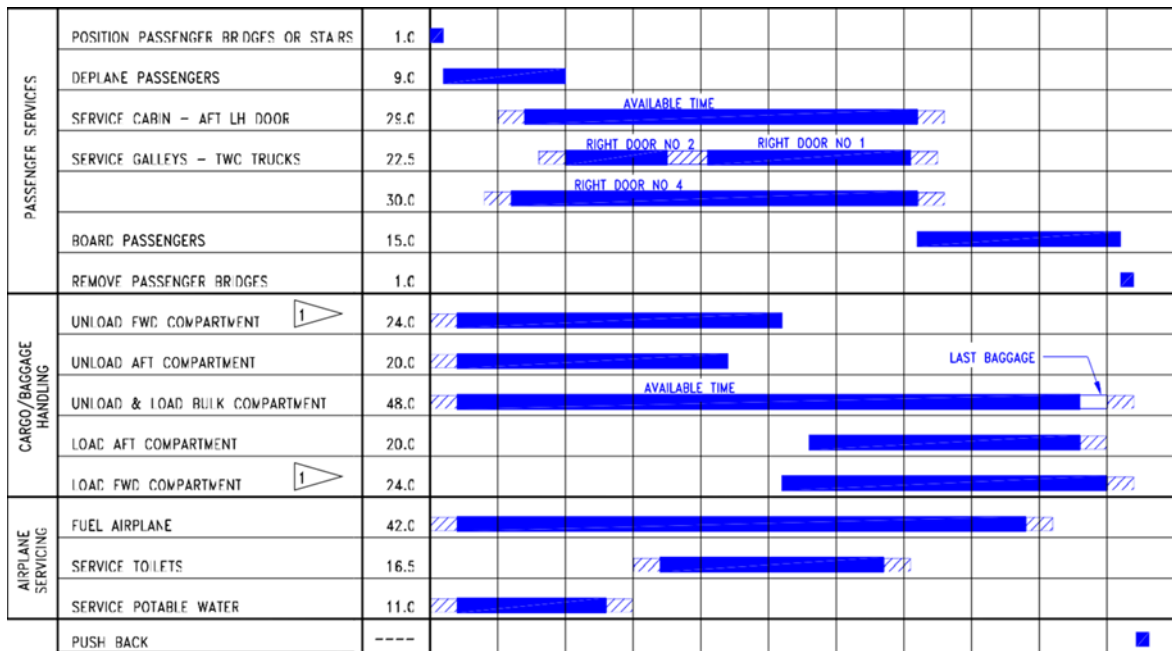 PASSENGER SERVICES
POSITION PASSENGER BRIDGES OR STAIRS 1.0
DEPLANE PASSENGERS 9.0
AVAILABLE TIME
SERVICE CABIN - AFT LH DOOR 29.0
RIGHT DOOR NO 2 RIGHT DOOR NO 1
SERVICE GALLEYS - TWO TRUCKS 22.5
RIGHT DOOR NO 4
30.0
BOARD PASSENGERS 15.0
REMOVE PASSENGER BRIDGES 1.0
CARGO/BAGGAGE
HANDLING
UNLOAD FWD COMPARTMENT 1 24.0
UNLOAD AFT COMPARTMENT 20.0
LAST BAGGAGE
AVAILABLE TIME
UNLOAD & LOAD BULK COMPARTMENT 48.0
LOAD AFT COMPARTMENT 20.0
LOAD FWD COMPARTMENT 1 24.0
AIRPLANE
SERVICING
FUEL AIRPLANE 42.0
SERVICE TOILETS 16.5
SERVICE POTABLE WATER 11.0
PUSH BACK ----